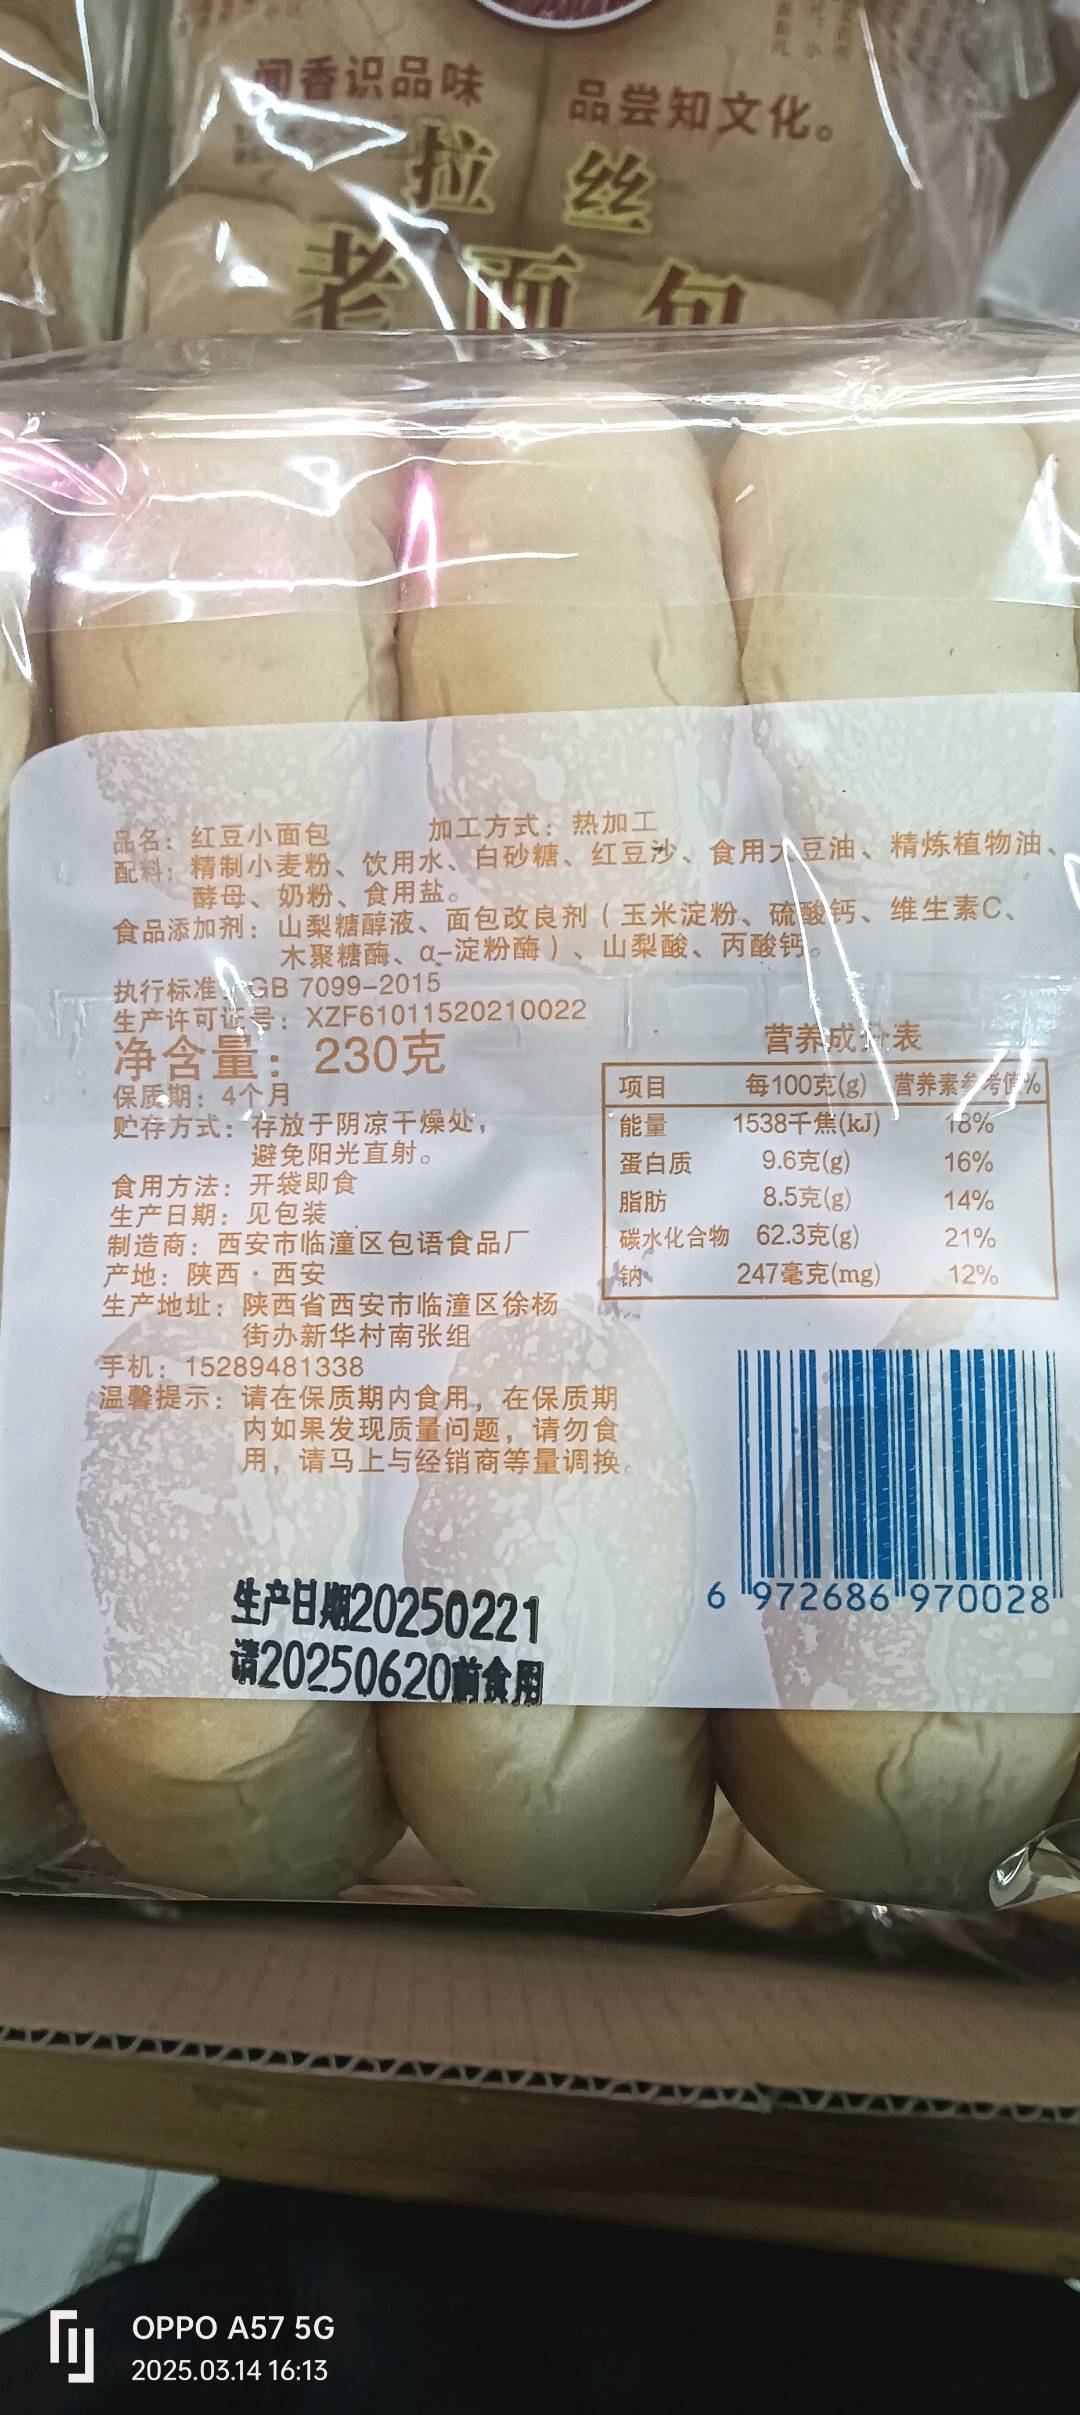 闻香识品味
品尝知文化。
拉丝
老面包
品名：红豆小面包 加工方式：热加工
配料：精制小麦粉、饮用水、白砂糖、红豆沙、食用大豆油、精炼植物油、
酵母、奶粉、食用盐。
食品添加剂：山梨糖醇液、面包改良剂（玉米淀粉、硫酸钙、维生素C、
木聚糖酶、α-淀粉酶）、山梨酸、丙酸钙。
执行标准：GB 7099-2015
生产许可证号：XZF61011520210022
净含量：230克
保质期：4个月
贮存方式：存放于阴凉干燥处，
避免阳光直射。
食用方法：开袋即食
生产日期：见包装
制造商：西安市临潼区包语食品厂
产地：陕西·西安
生产地址：陕西省西安市临潼区徐杨
街办新华村南张组
手机：15289481338
温馨提示：请在保质期内食用，在保质期
内如果发现质量问题，请勿食
用，请马上与经销商等量调换。
营养成分表
项目 每100克(g) 营养素参考值%
能量 1538千焦(kJ) 18%
蛋白质 9.6克(g) 16%
脂肪 8.5克(g) 14%
碳水化合物 62.3克(g) 21%
钠 247毫克(mg) 12%
6 972686 970028
生产日期20250221
请20250620前食用
OPPO A57 5G
2025.03.14 16:13